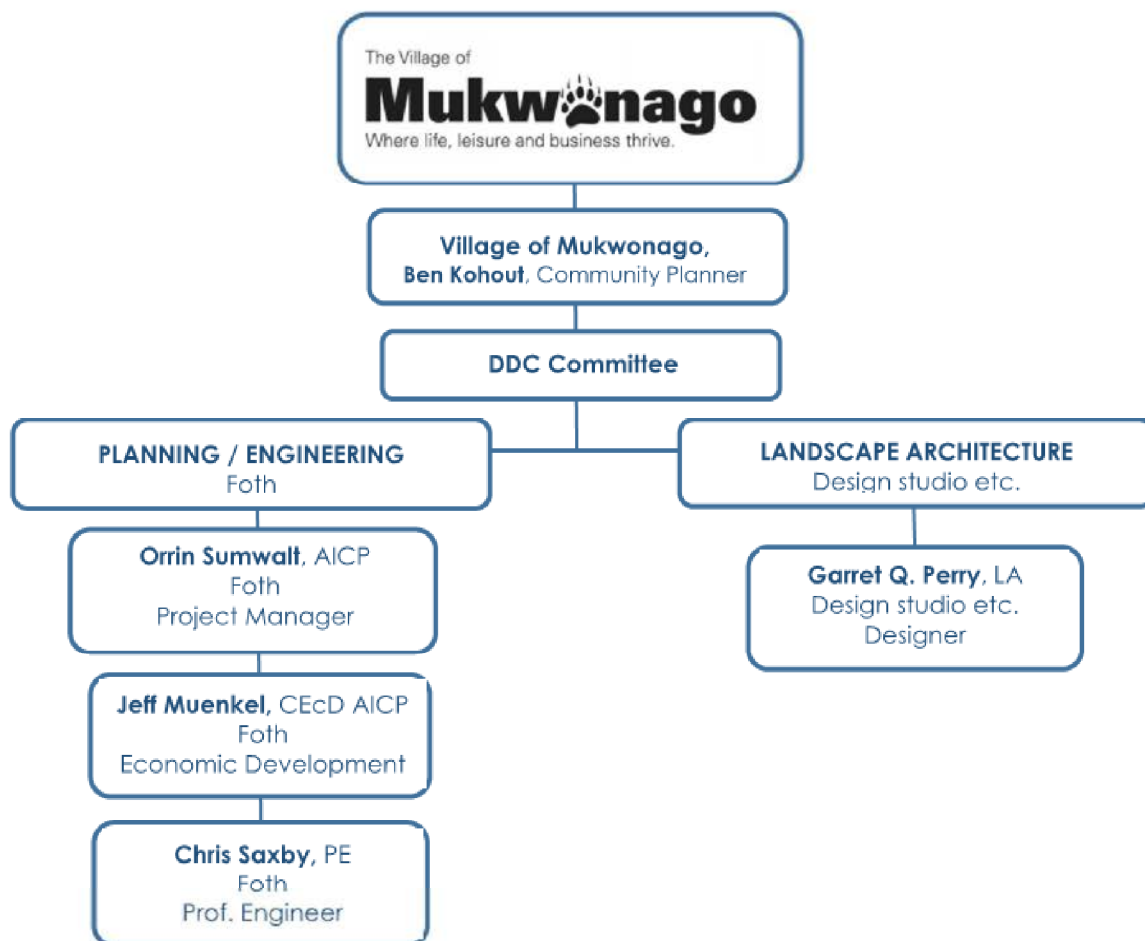 The Village of
Mukwonago
Where life, leisure and business thrive.
Village of Mukwonago,
Ben Kohout, Community Planner
DDC Committee
PLANNING / ENGINEERING
Foth
LANDSCAPE ARCHITECTURE
Design studio etc.
Orrin Sumwalt, AICP
Foth
Project Manager
Garret Q. Perry, LA
Design studio etc.
Designer
Jeff Muenkel, CEcD AICP
Foth
Economic Development
Chris Saxby, PE
Foth
Prof. Engineer